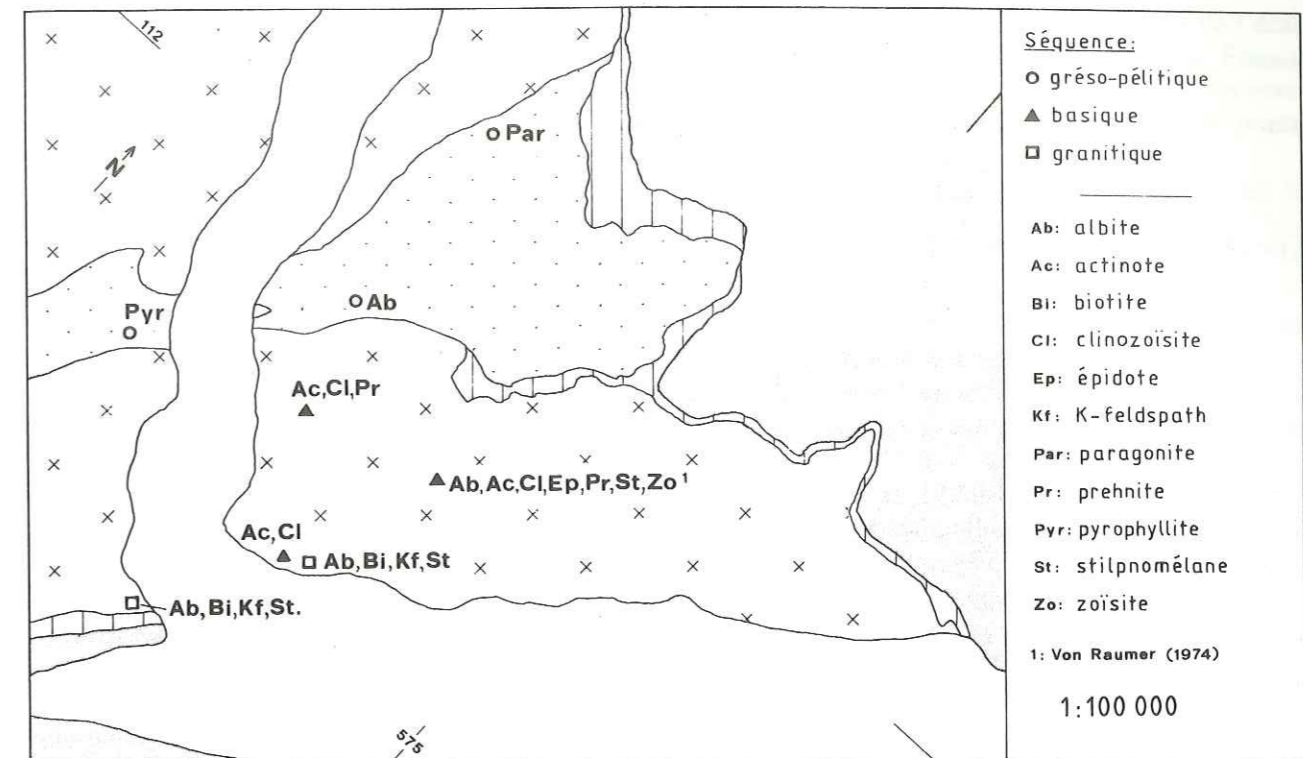 112
N
Par
Ab
Pyr
Ac,Cl,Pr
Ab,Ac,Cl,Ep,Pr,St,Zo¹
Ac,Cl
Ab,Bi,Kf,St
Ab,Bi,Kf,St.
575
Séquence:
gréso-pélitique
basique
granitique
Ab: albite
Ac: actinote
Bi: biotite
Cl: clinozoïsite
Ep: épidote
Kf: K-feldspath
Par: paragonite
Pr: prehnite
Pyr: pyrophyllite
St: stilpnomélane
Zo: zoïsite
1: Von Raumer (1974)
1:100 000